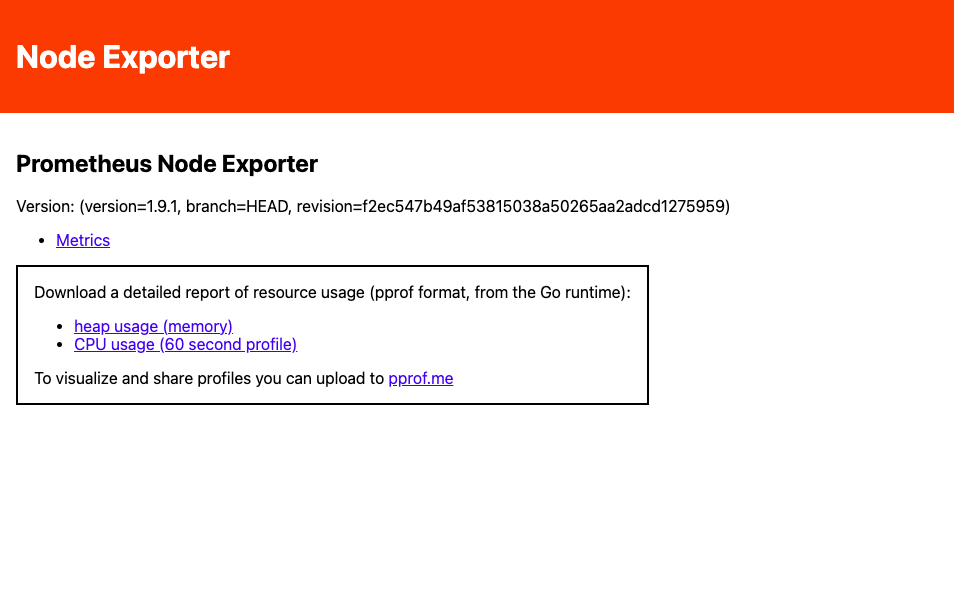 Node Exporter
Prometheus Node Exporter
Version: (version=1.9.1, branch=HEAD, revision=f2ec547b49af53815038a50265aa2adcd1275959)
Metrics
Download a detailed report of resource usage (pprof format, from the Go runtime):
heap usage (memory)
CPU usage (60 second profile)
To visualize and share profiles you can upload to pprof.me